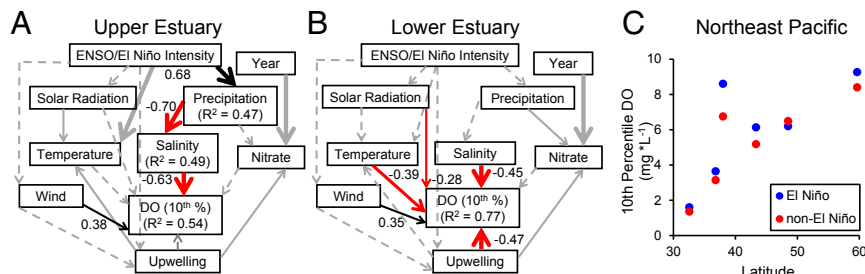 A Upper Estuary
ENSO/El Niño Intensity
Year
0.68
Solar Radiation
-0.70
Precipitation
(R² = 0.47)
Salinity
(R² = 0.49)
Temperature
Nitrate
-0.63
Wind
DO (10th %)
(R² = 0.54)
0.38
Upwelling
B Lower Estuary
ENSO/El Niño Intensity
Year
Solar Radiation
Precipitation
Temperature
Salinity
Nitrate
-0.39
-0.28
-0.45
Wind
DO (10th %)
(R² = 0.77)
0.35
-0.47
Upwelling
C Northeast Pacific
10th Percentile DO
(mg *L⁻¹)
10
8
6
4
2
0
El Niño
non-El Niño
30
40
50
60
Latitude